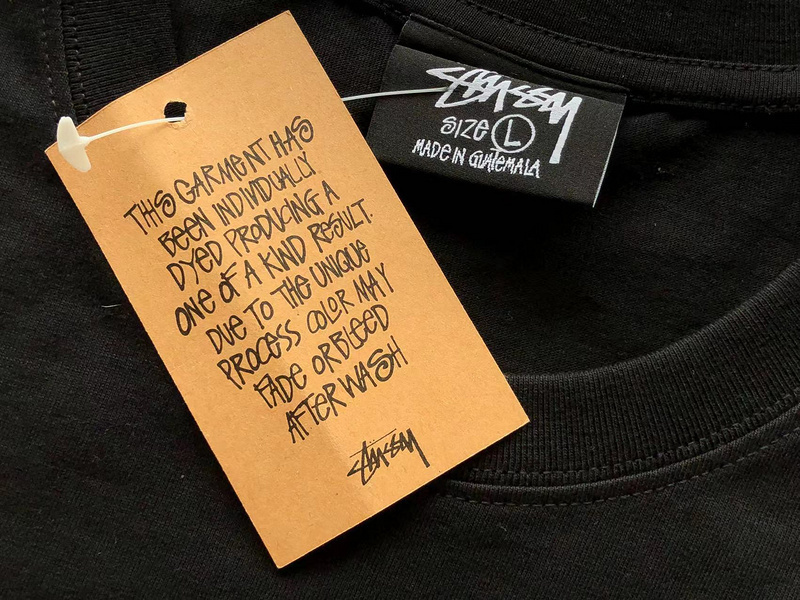 THIS GARMENT HAS
BEEN INDIVIDUALLY
DYED PRODUCING A
ONE OF A KIND RESULT.
DUE TO THE UNIQUE
PROCESS COLOR MAY
FADE OR BLEED
AFTER WASH
STÜSSY
STÜSSY
SIZE L
MADE IN GUATEMALA